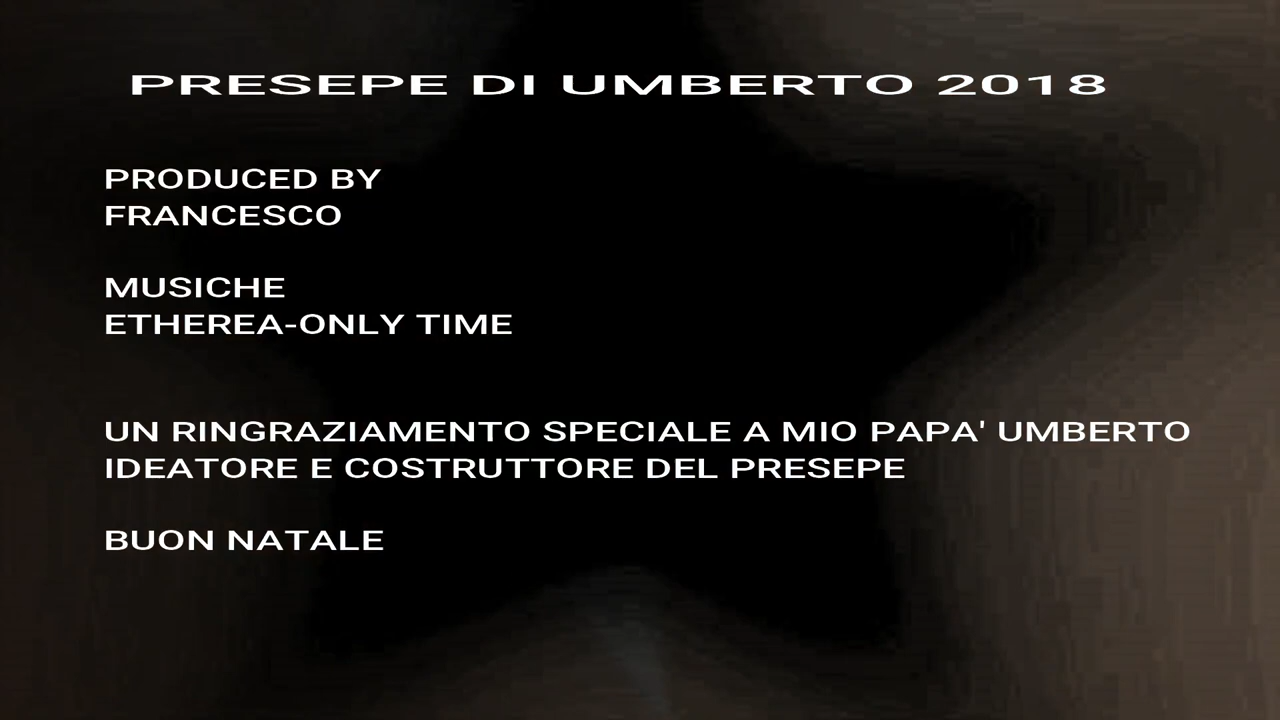 PRESEPE DI UMBERTO 2018
PRODUCED BY
FRANCESCO
MUSICHE
ETHEREA-ONLY TIME
UN RINGRAZIAMENTO SPECIALE A MIO PAPA' UMBERTO
IDEATORE E COSTRUTTORE DEL PRESEPE
BUON NATALE